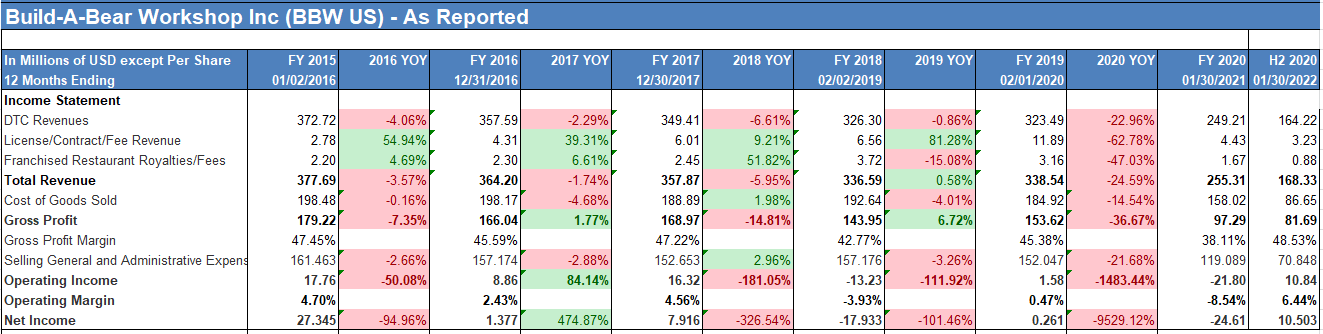 Build-A-Bear Workshop Inc (BBW US) - As Reported
In Millions of USD except Per Share FY 2015 2016 YOY FY 2016 2017 YOY FY 2017 2018 YOY FY 2018 2019 YOY FY 2019 2020 YOY FY 2020 H2 2020
12 Months Ending 01/02/2016 12/31/2016 12/30/2017 02/02/2019 02/01/2020 01/30/2021 01/30/2022
Income Statement
DTC Revenues 372.72 -4.06% 357.59 -2.29% 349.41 -6.61% 326.30 -0.86% 323.49 -22.96% 249.21 164.22
License/Contract/Fee Revenue 2.78 54.94% 4.31 39.31% 6.01 9.21% 6.56 81.28% 11.89 -62.78% 4.43 3.23
Franchised Restaurant Royalties/Fees 2.20 4.69% 2.30 6.61% 2.45 51.82% 3.72 -15.08% 3.16 -47.03% 1.67 0.88
Total Revenue 377.69 -3.57% 364.20 -1.74% 357.87 -5.95% 336.59 0.58% 338.54 -24.59% 255.31 168.33
Cost of Goods Sold 198.48 -0.16% 198.17 -4.68% 188.89 1.98% 192.64 -4.01% 184.92 -14.54% 158.02 86.65
Gross Profit 179.22 -7.35% 166.04 1.77% 168.97 -14.81% 143.95 6.72% 153.62 -36.67% 97.29 81.69
Gross Profit Margin 47.45% 45.59% 47.22% 42.77% 45.38% 38.11% 48.53%
Selling General and Administrative Expens 161.463 -2.66% 157.174 -2.88% 152.653 2.96% 157.176 -3.26% 152.047 -21.68% 119.089 70.848
Operating Income 17.76 -50.08% 8.86 84.14% 16.32 -181.05% -13.23 -111.92% 1.58 -1483.44% -21.80 10.84
Operating Margin 4.70% 2.43% 4.56% -3.93% 0.47% -8.54% 6.44%
Net Income 27.345 -94.96% 1.377 474.87% 7.916 -326.54% -17.933 -101.46% 0.261 -9529.12% -24.61 10.503